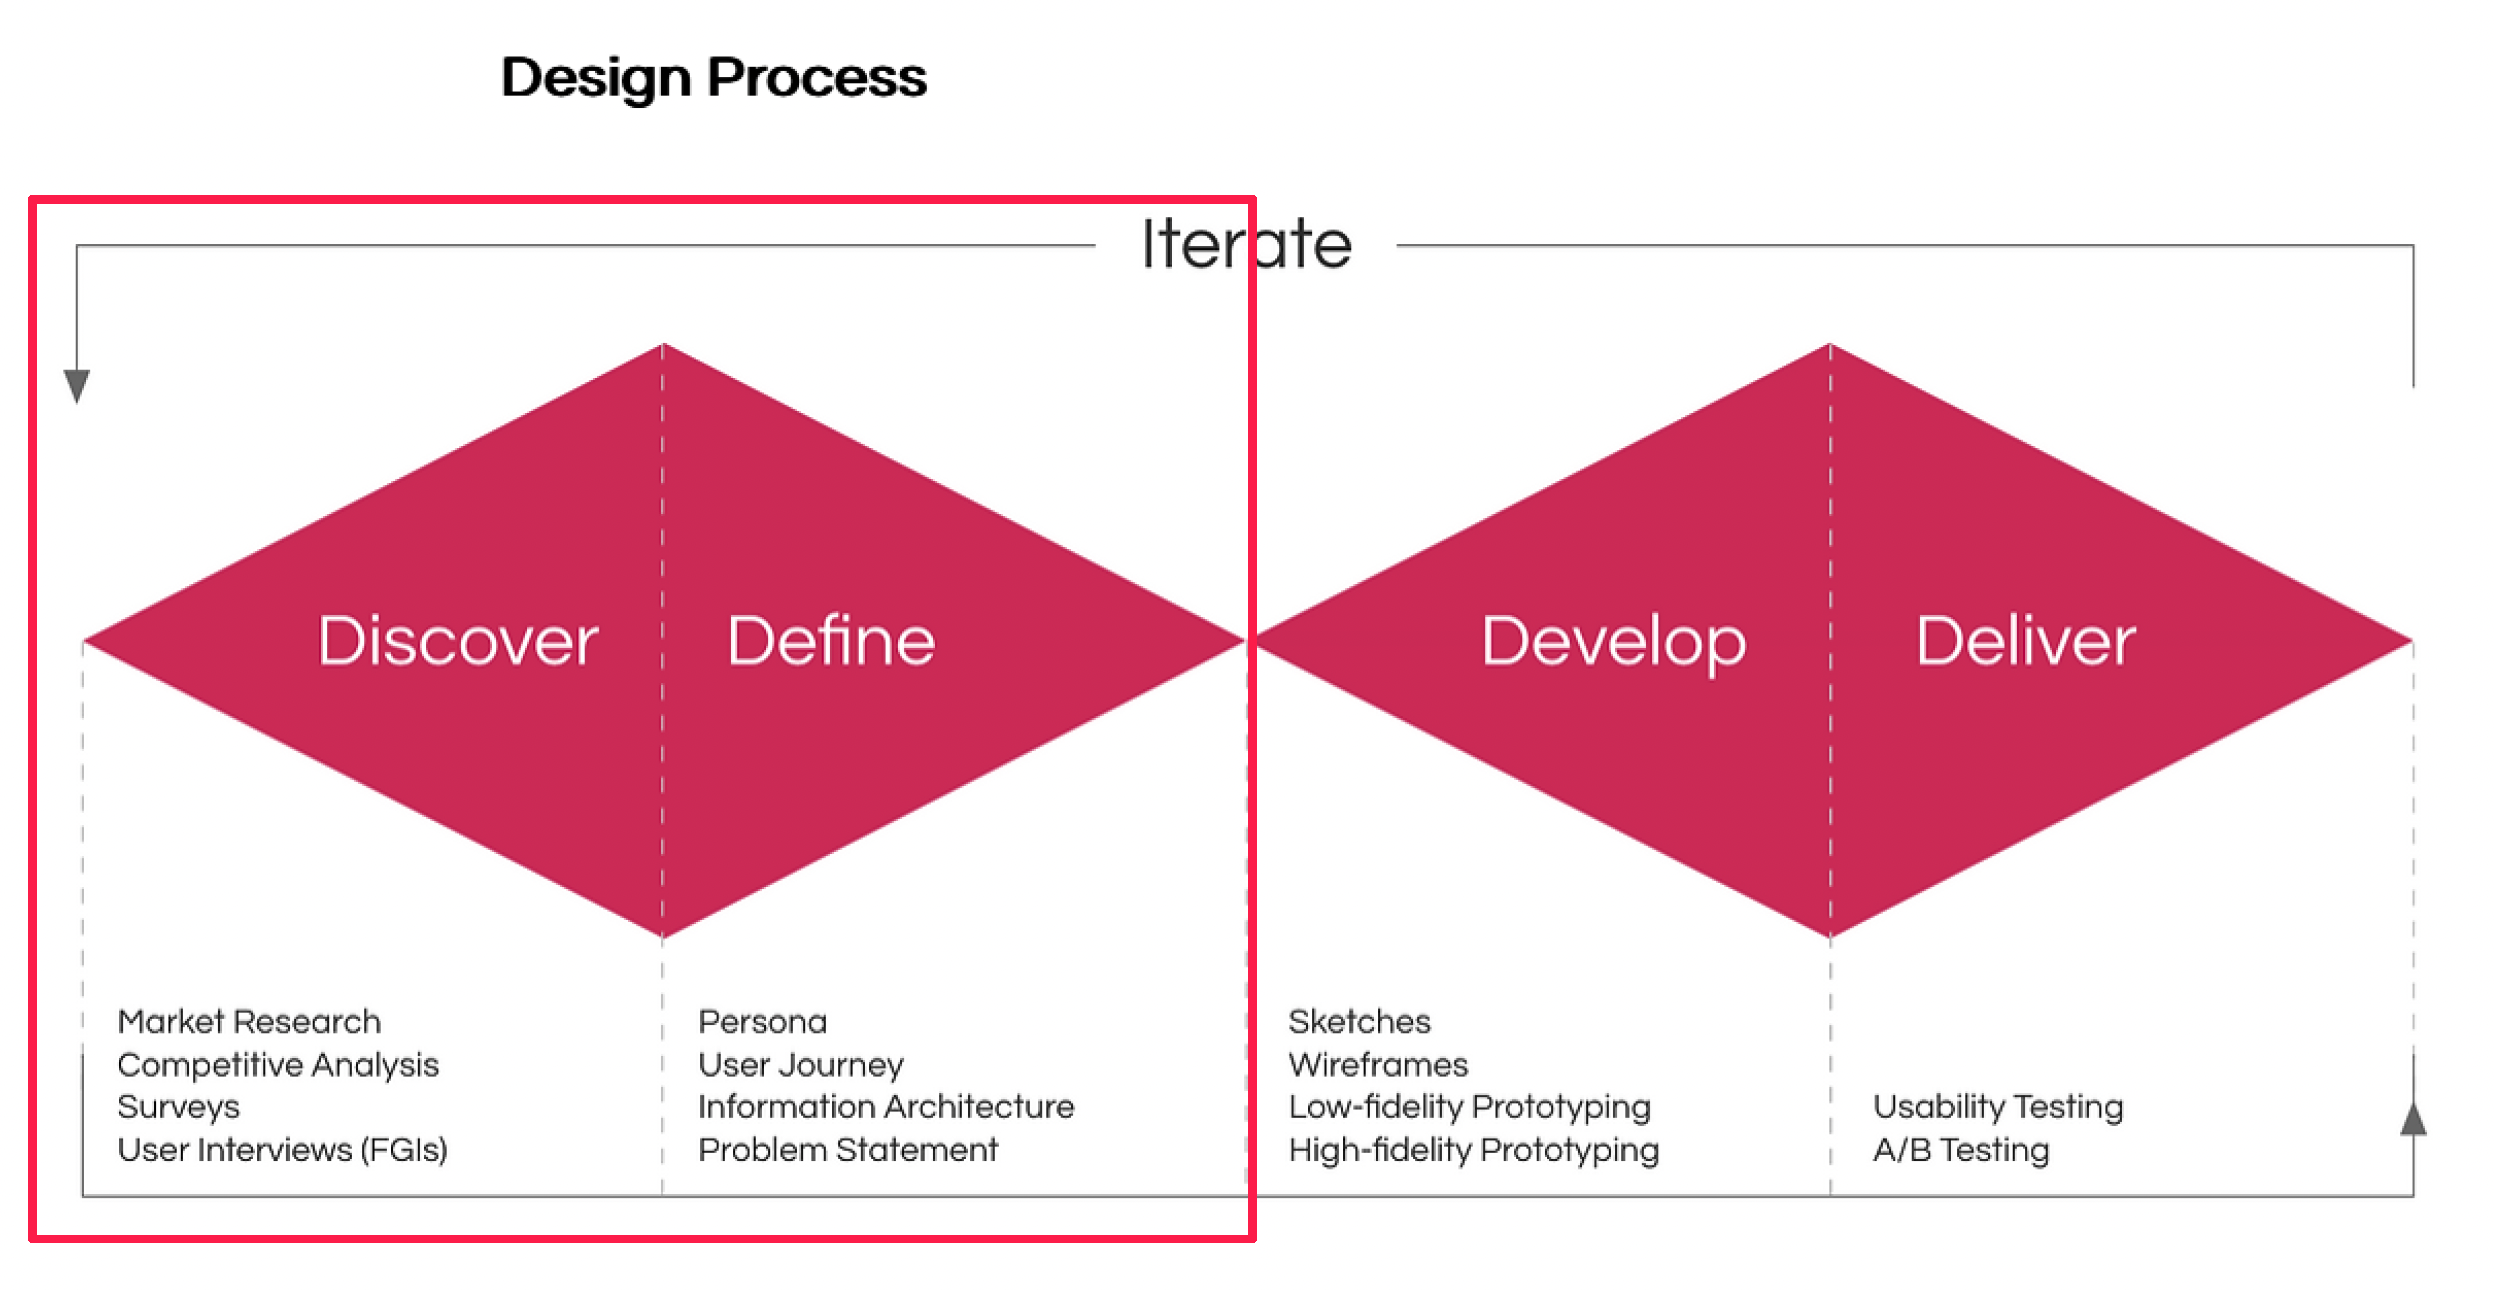 Design Process
Iterate
Discover
Define
Develop
Deliver
Market Research
Competitive Analysis
Surveys
User Interviews (FGIs)
Persona
User Journey
Information Architecture
Problem Statement
Sketches
Wireframes
Low-fidelity Prototyping
High-fidelity Prototyping
Usability Testing
A/B Testing